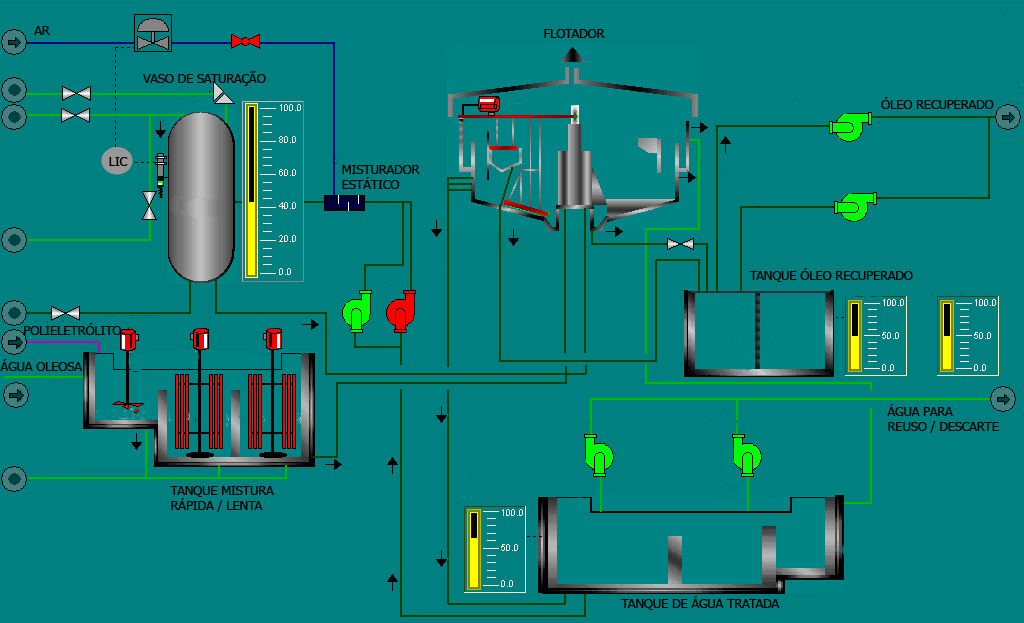 AR
FLOTADOR
VASO DE SATURAÇÃO
100.0
80.0
60.0
40.0
20.0
0.0
LIC
MISTURADOR
ESTÁTICO
ÓLEO RECUPERADO
TANQUE ÓLEO RECUPERADO
100.0
50.0
0.0
100.0
50.0
0.0
POLIELETRÓLITO
ÁGUA OLEOSA
ÁGUA PARA
REUSO / DESCARTE
TANQUE MISTURA
RÁPIDA / LENTA
100.0
50.0
0.0
TANQUE DE ÁGUA TRATADA